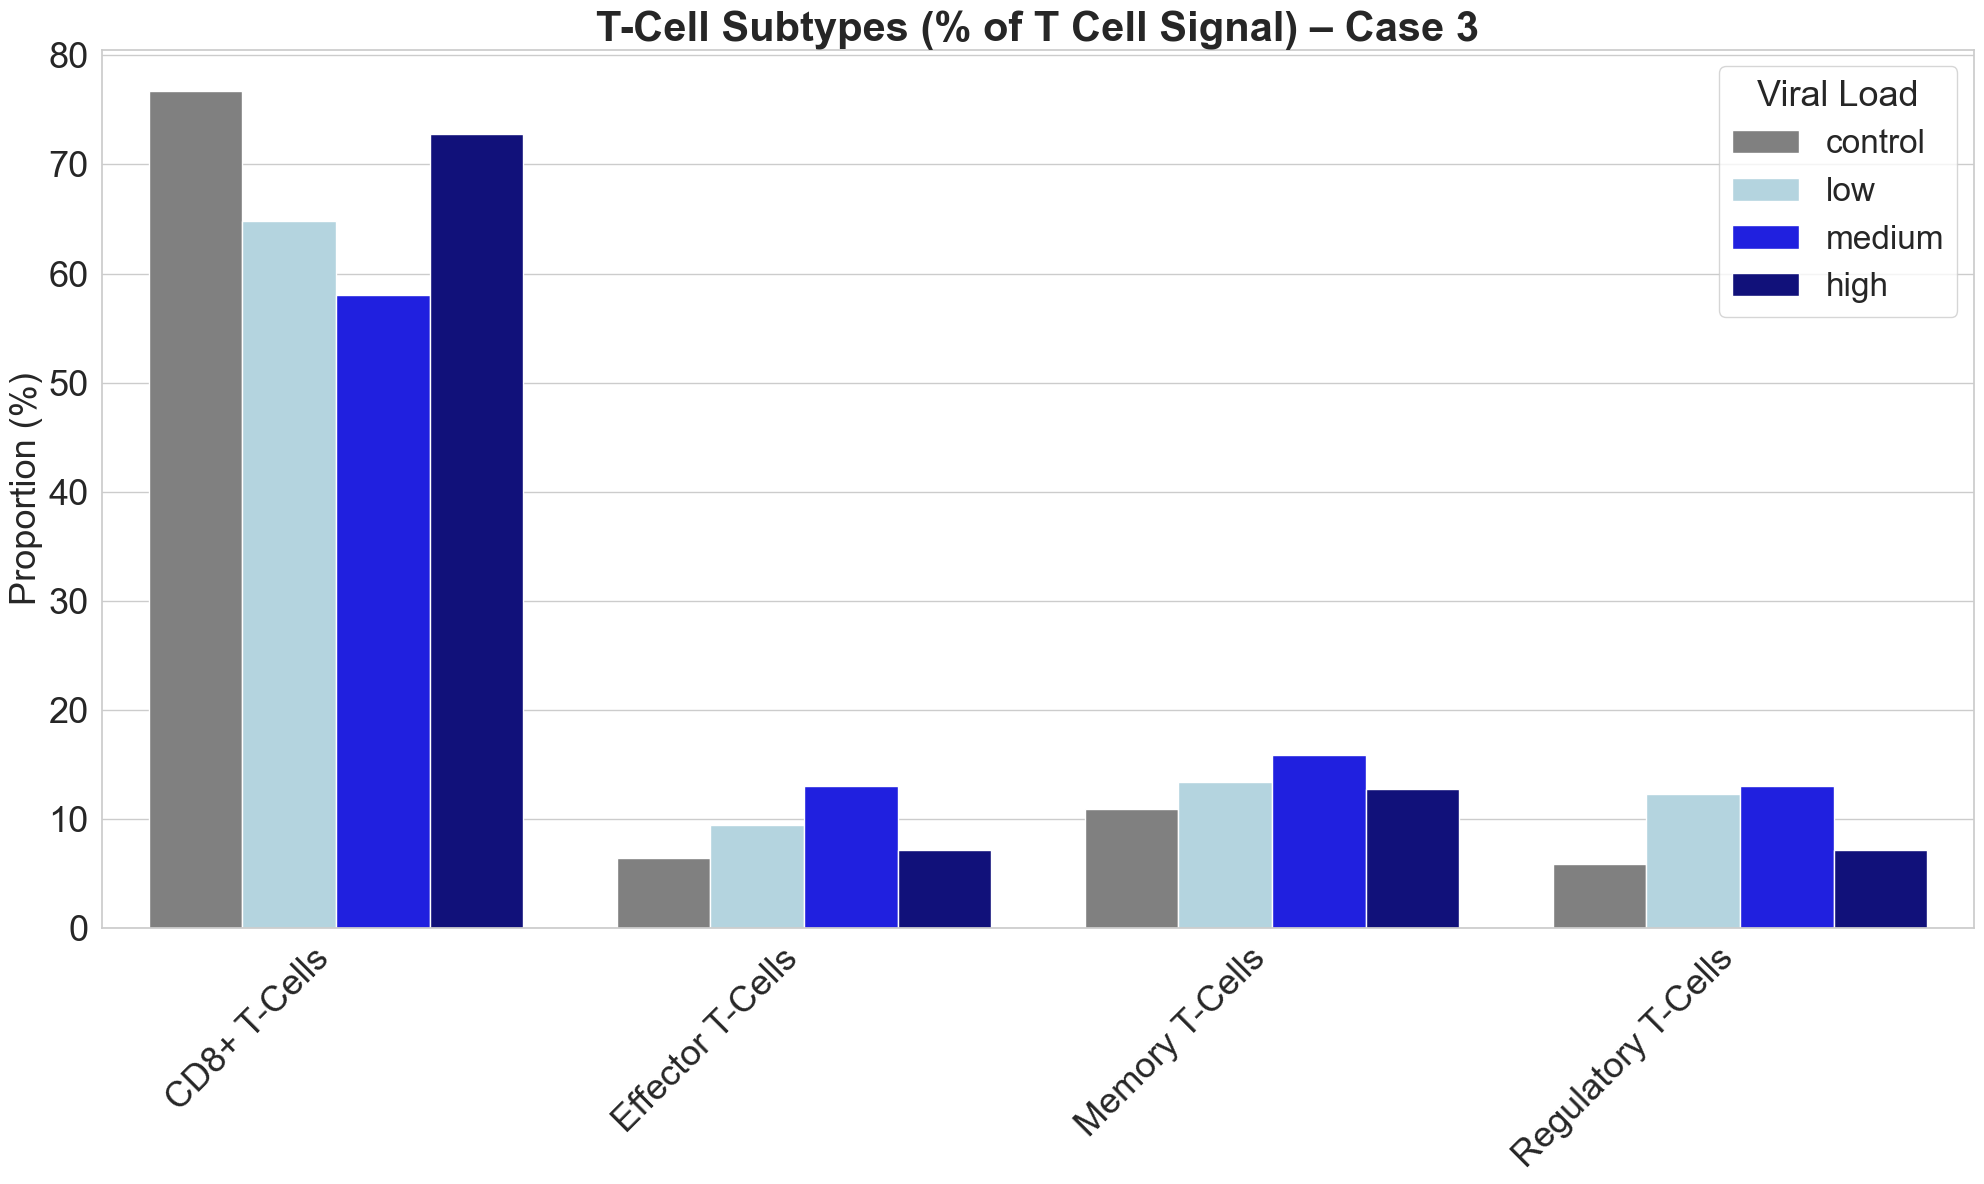 T-Cell Subtypes (% of T Cell Signal) – Case 3
Proportion (%)
80
70
60
50
40
30
20
10
0
Viral Load
control
low
medium
high
CD8+ T-Cells
Effector T-Cells
Memory T-Cells
Regulatory T-Cells